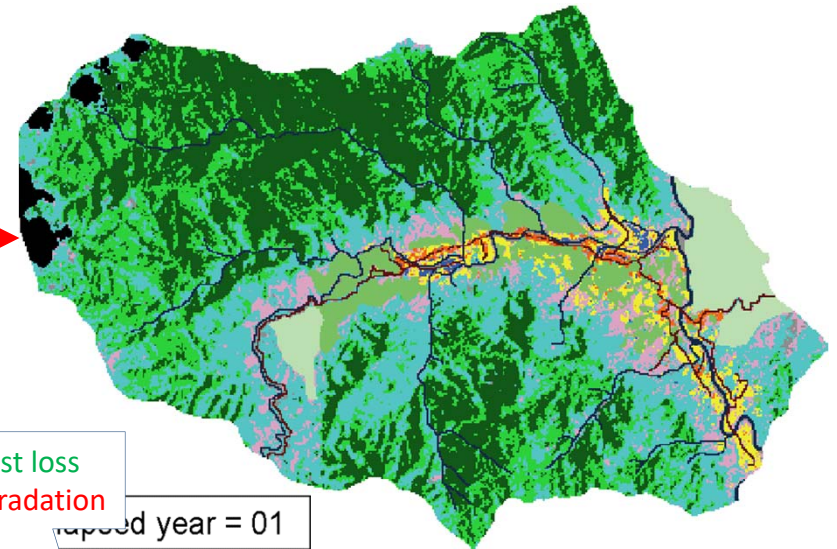 st loss
radation
lapsed year = 01